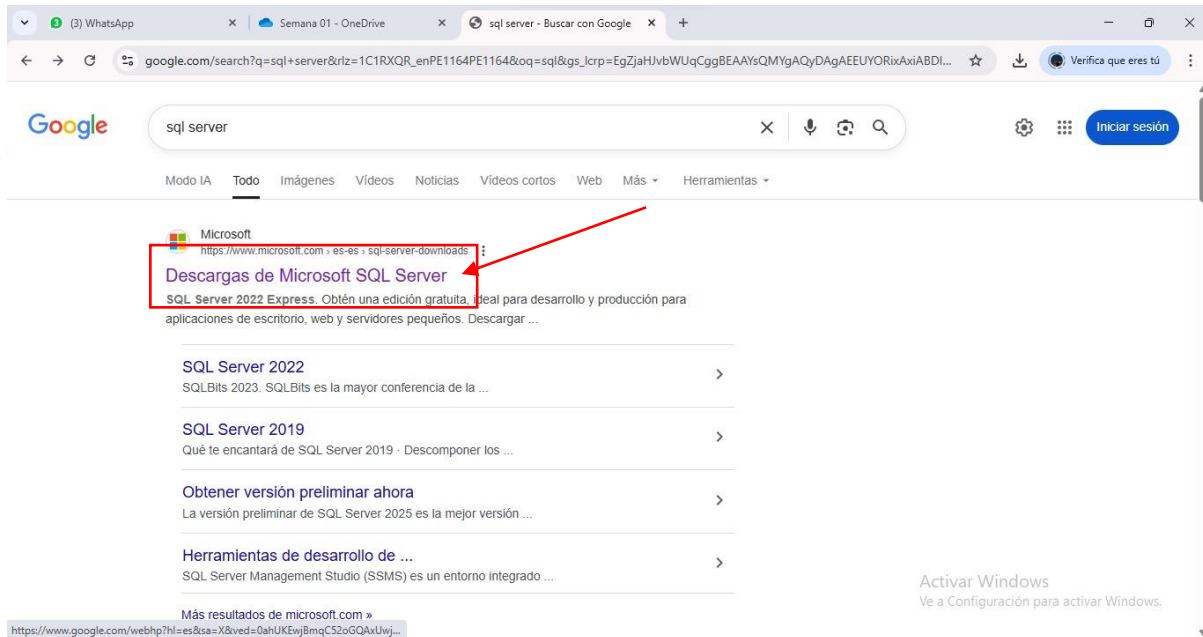 (3) WhatsApp
Semana 01 - OneDrive
sql server - Buscar con Google
google.com/search?q=sql+server&rlz=1C1RXQR_enPE1164PE1164&oq=sql&gs_lcrp=EgZjaHJvbWUqCggBEAAYsQMYgAQyDAgAEEUYORixAxiABDI...
Verifica que eres tú
Google
sql server
Iniciar sesión
Modo IA Todo Imágenes Vídeos Noticias Vídeos cortos Web Más Herramientas
Microsoft
https://www.microsoft.com › es-es › sql-server-downloads
Descargas de Microsoft SQL Server
SQL Server 2022 Express. Obtén una edición gratuita, ideal para desarrollo y producción para
aplicaciones de escritorio, web y servidores pequeños. Descargar ...
SQL Server 2022
SQLBits 2023. SQLBits es la mayor conferencia de la ...
SQL Server 2019
Qué te encantará de SQL Server 2019 · Descomponer los ...
Obtener versión preliminar ahora
La versión preliminar de SQL Server 2025 es la mejor versión ...
Herramientas de desarrollo de ...
SQL Server Management Studio (SSMS) es un entorno integrado ...
Más resultados de microsoft.com »
Activar Windows
Ve a Configuración para activar Windows.
https://www.google.com/webhp?hl=es&sa=X&ved=0ahUKEwjBmqC52oGQAxUwj...